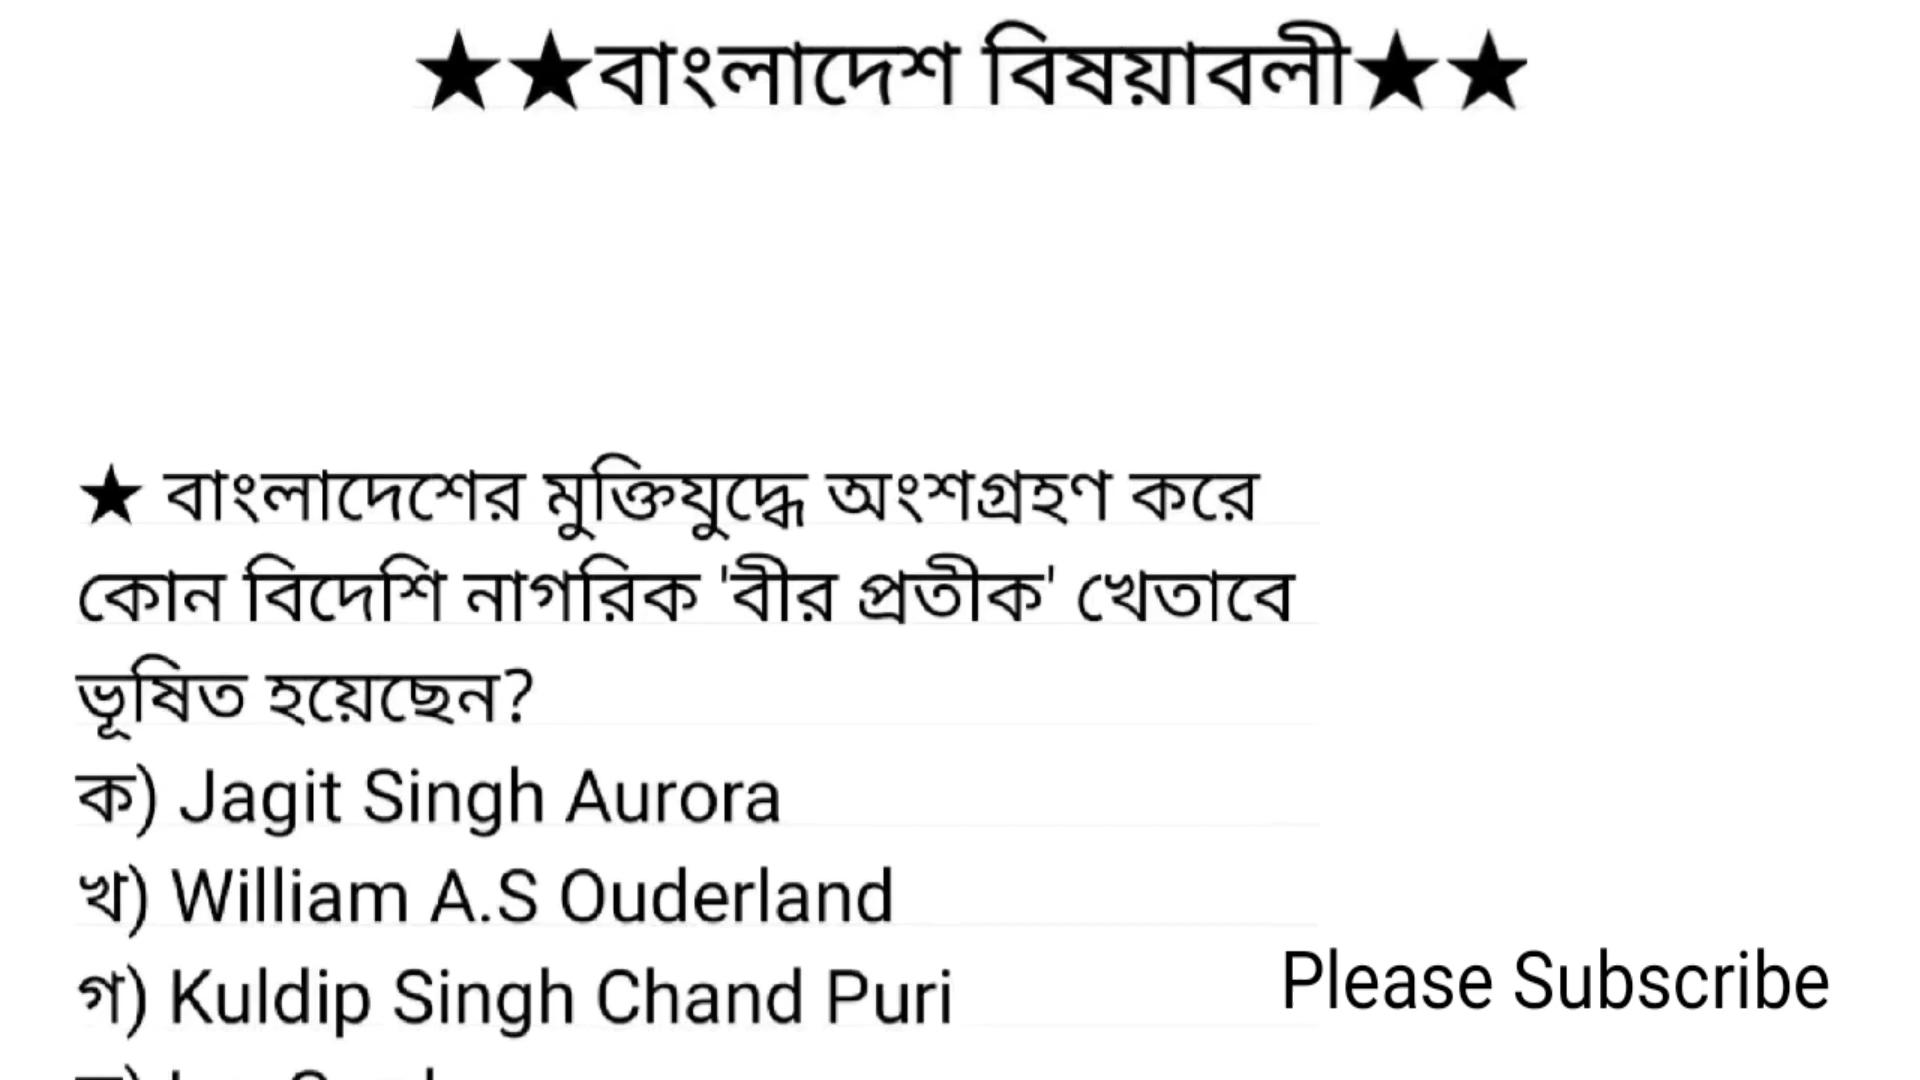 ★★বাংলাদেশ বিষয়াবলী★★
★ বাংলাদেশের মুক্তিযুদ্ধে অংশগ্রহণ করে
কোন বিদেশি নাগরিক 'বীর প্রতীক' খেতাবে
ভূষিত হয়েছেন?
ক) Jagit Singh Aurora
খ) William A.S Ouderland
গ) Kuldip Singh Chand Puri
Please Subscribe